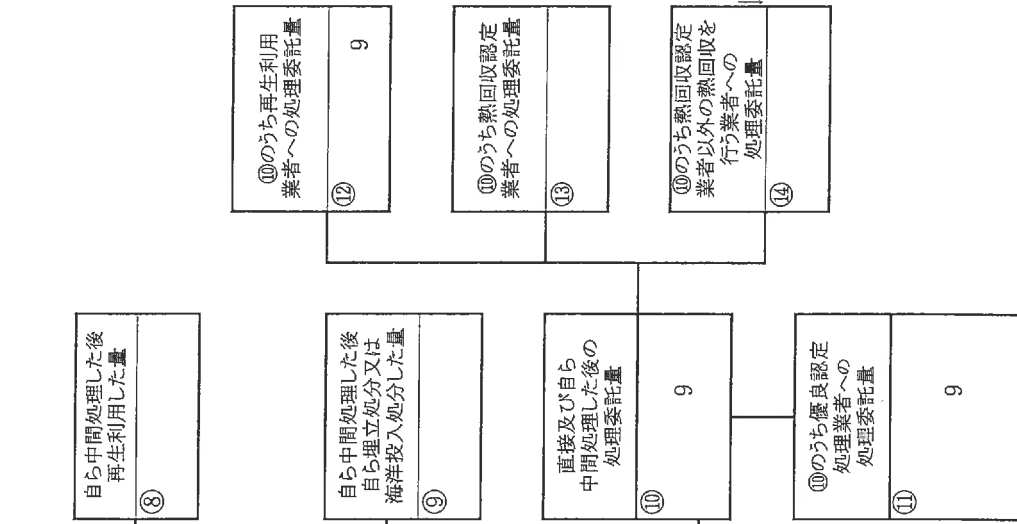 自ら中間処理した後
再生利用した量
⑧
自ら中間処理した後
自ら埋立処分又は
海洋投入処分した量
⑨
直接及び自ら
中間処理した後の
処理委託量
⑩
9
⑩のうち優良認定
処理業者への
処理委託量
⑪
9
⑩のうち再生利用
業者への処理委託量
⑫
9
⑩のうち熱回収認定
業者への処理委託量
⑬
⑩のうち熱回収認定
業者以外の熱回収を
行う業者への
処理委託量
⑭